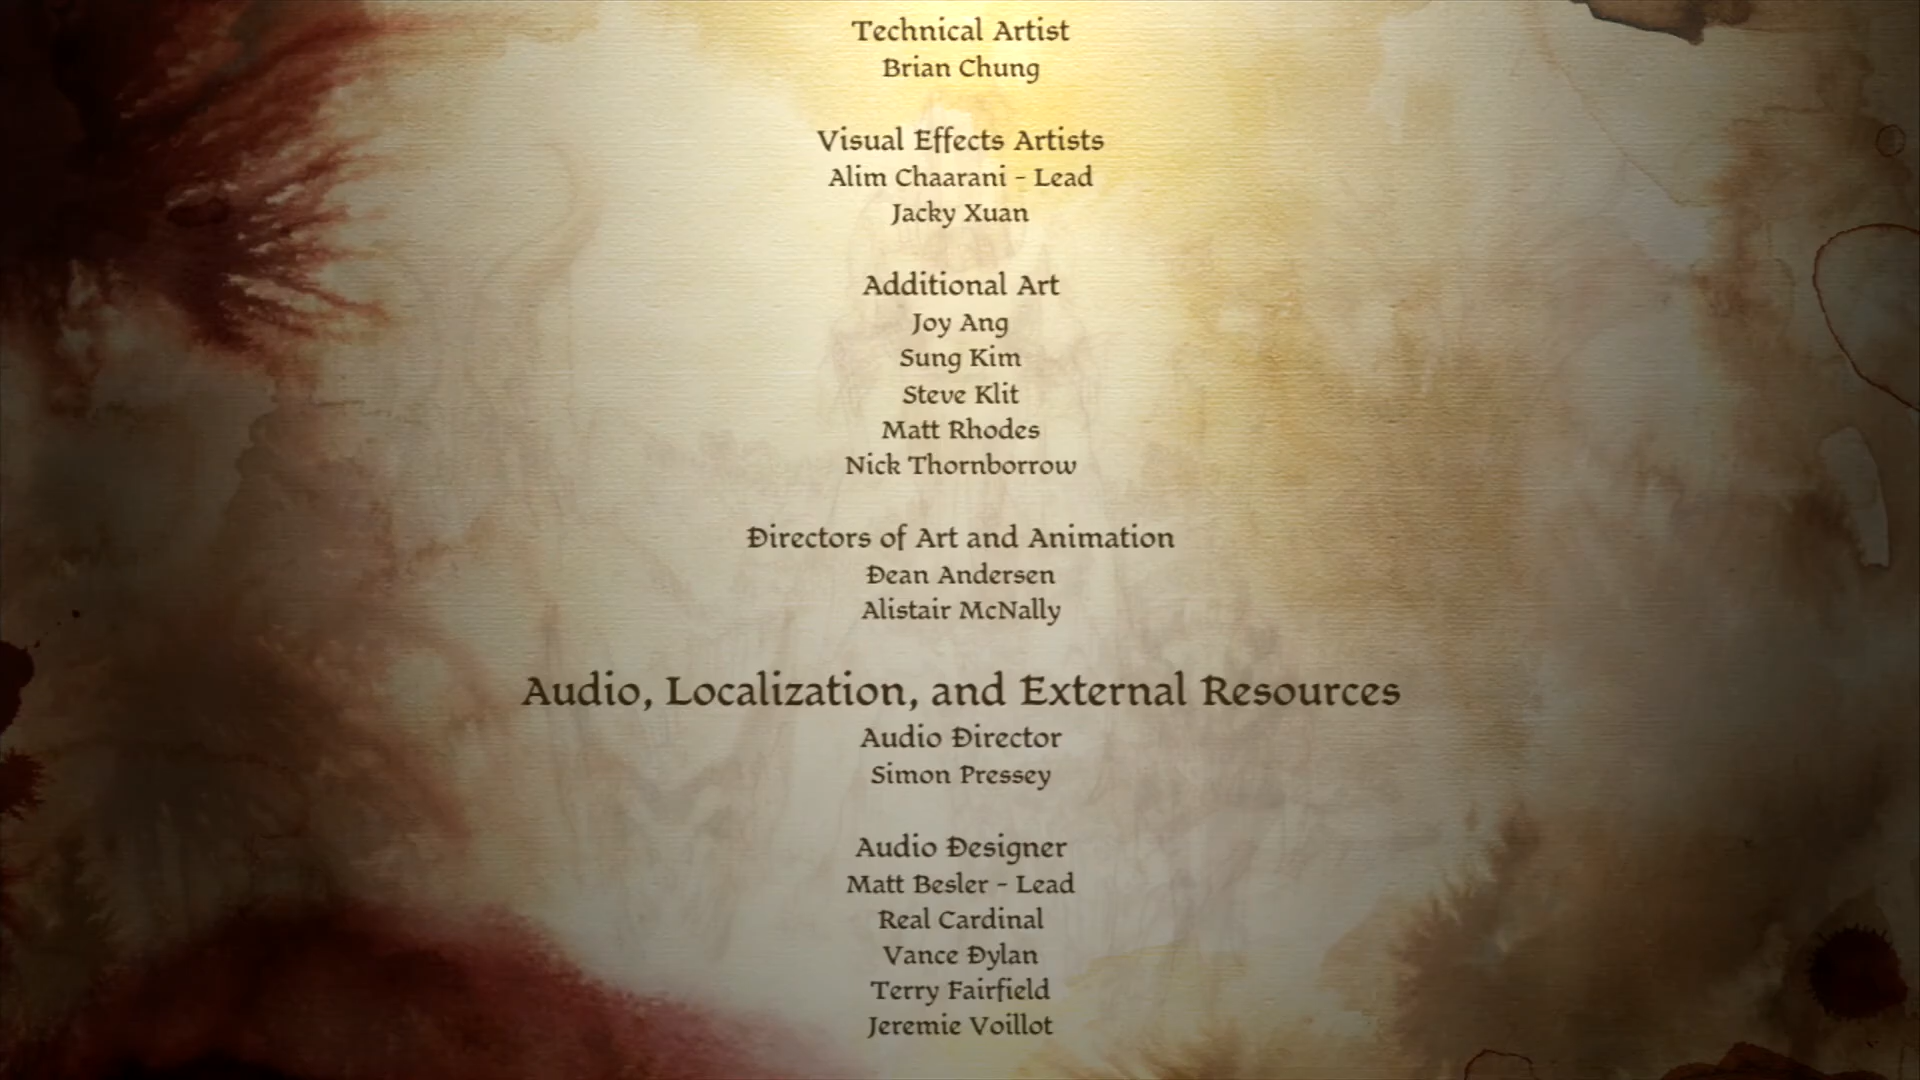 Technical Artist
Brian Chung
Visual Effects Artists
Alim Chaarani - Lead
Jacky Xuan
Additional Art
Joy Ang
Sung Kim
Steve Klit
Matt Rhodes
Nick Thornborrow
Directors of Art and Animation
Dean Andersen
Alistair McNally
Audio, Localization, and External Resources
Audio Director
Simon Pressey
Audio Designer
Matt Besler - Lead
Real Cardinal
Vance Dylan
Terry Fairfield
Jeremie Voillot